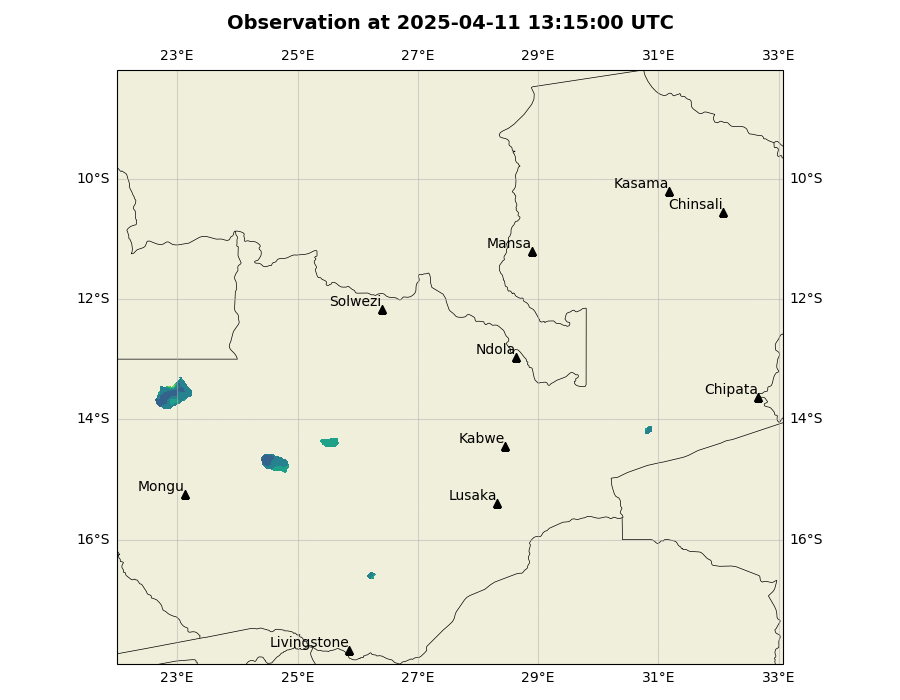 Observation at 2025-04-11 13:15:00 UTC
23°E 25°E 27°E 29°E 31°E 33°E
10°S 10°S
Kasama
Chinsali
Mansa
12°S 12°S
Solwezi
Ndola
Chipata
14°S 14°S
Kabwe
Mongu
Lusaka
16°S 16°S
Livingstone
23°E 25°E 27°E 29°E 31°E 33°E